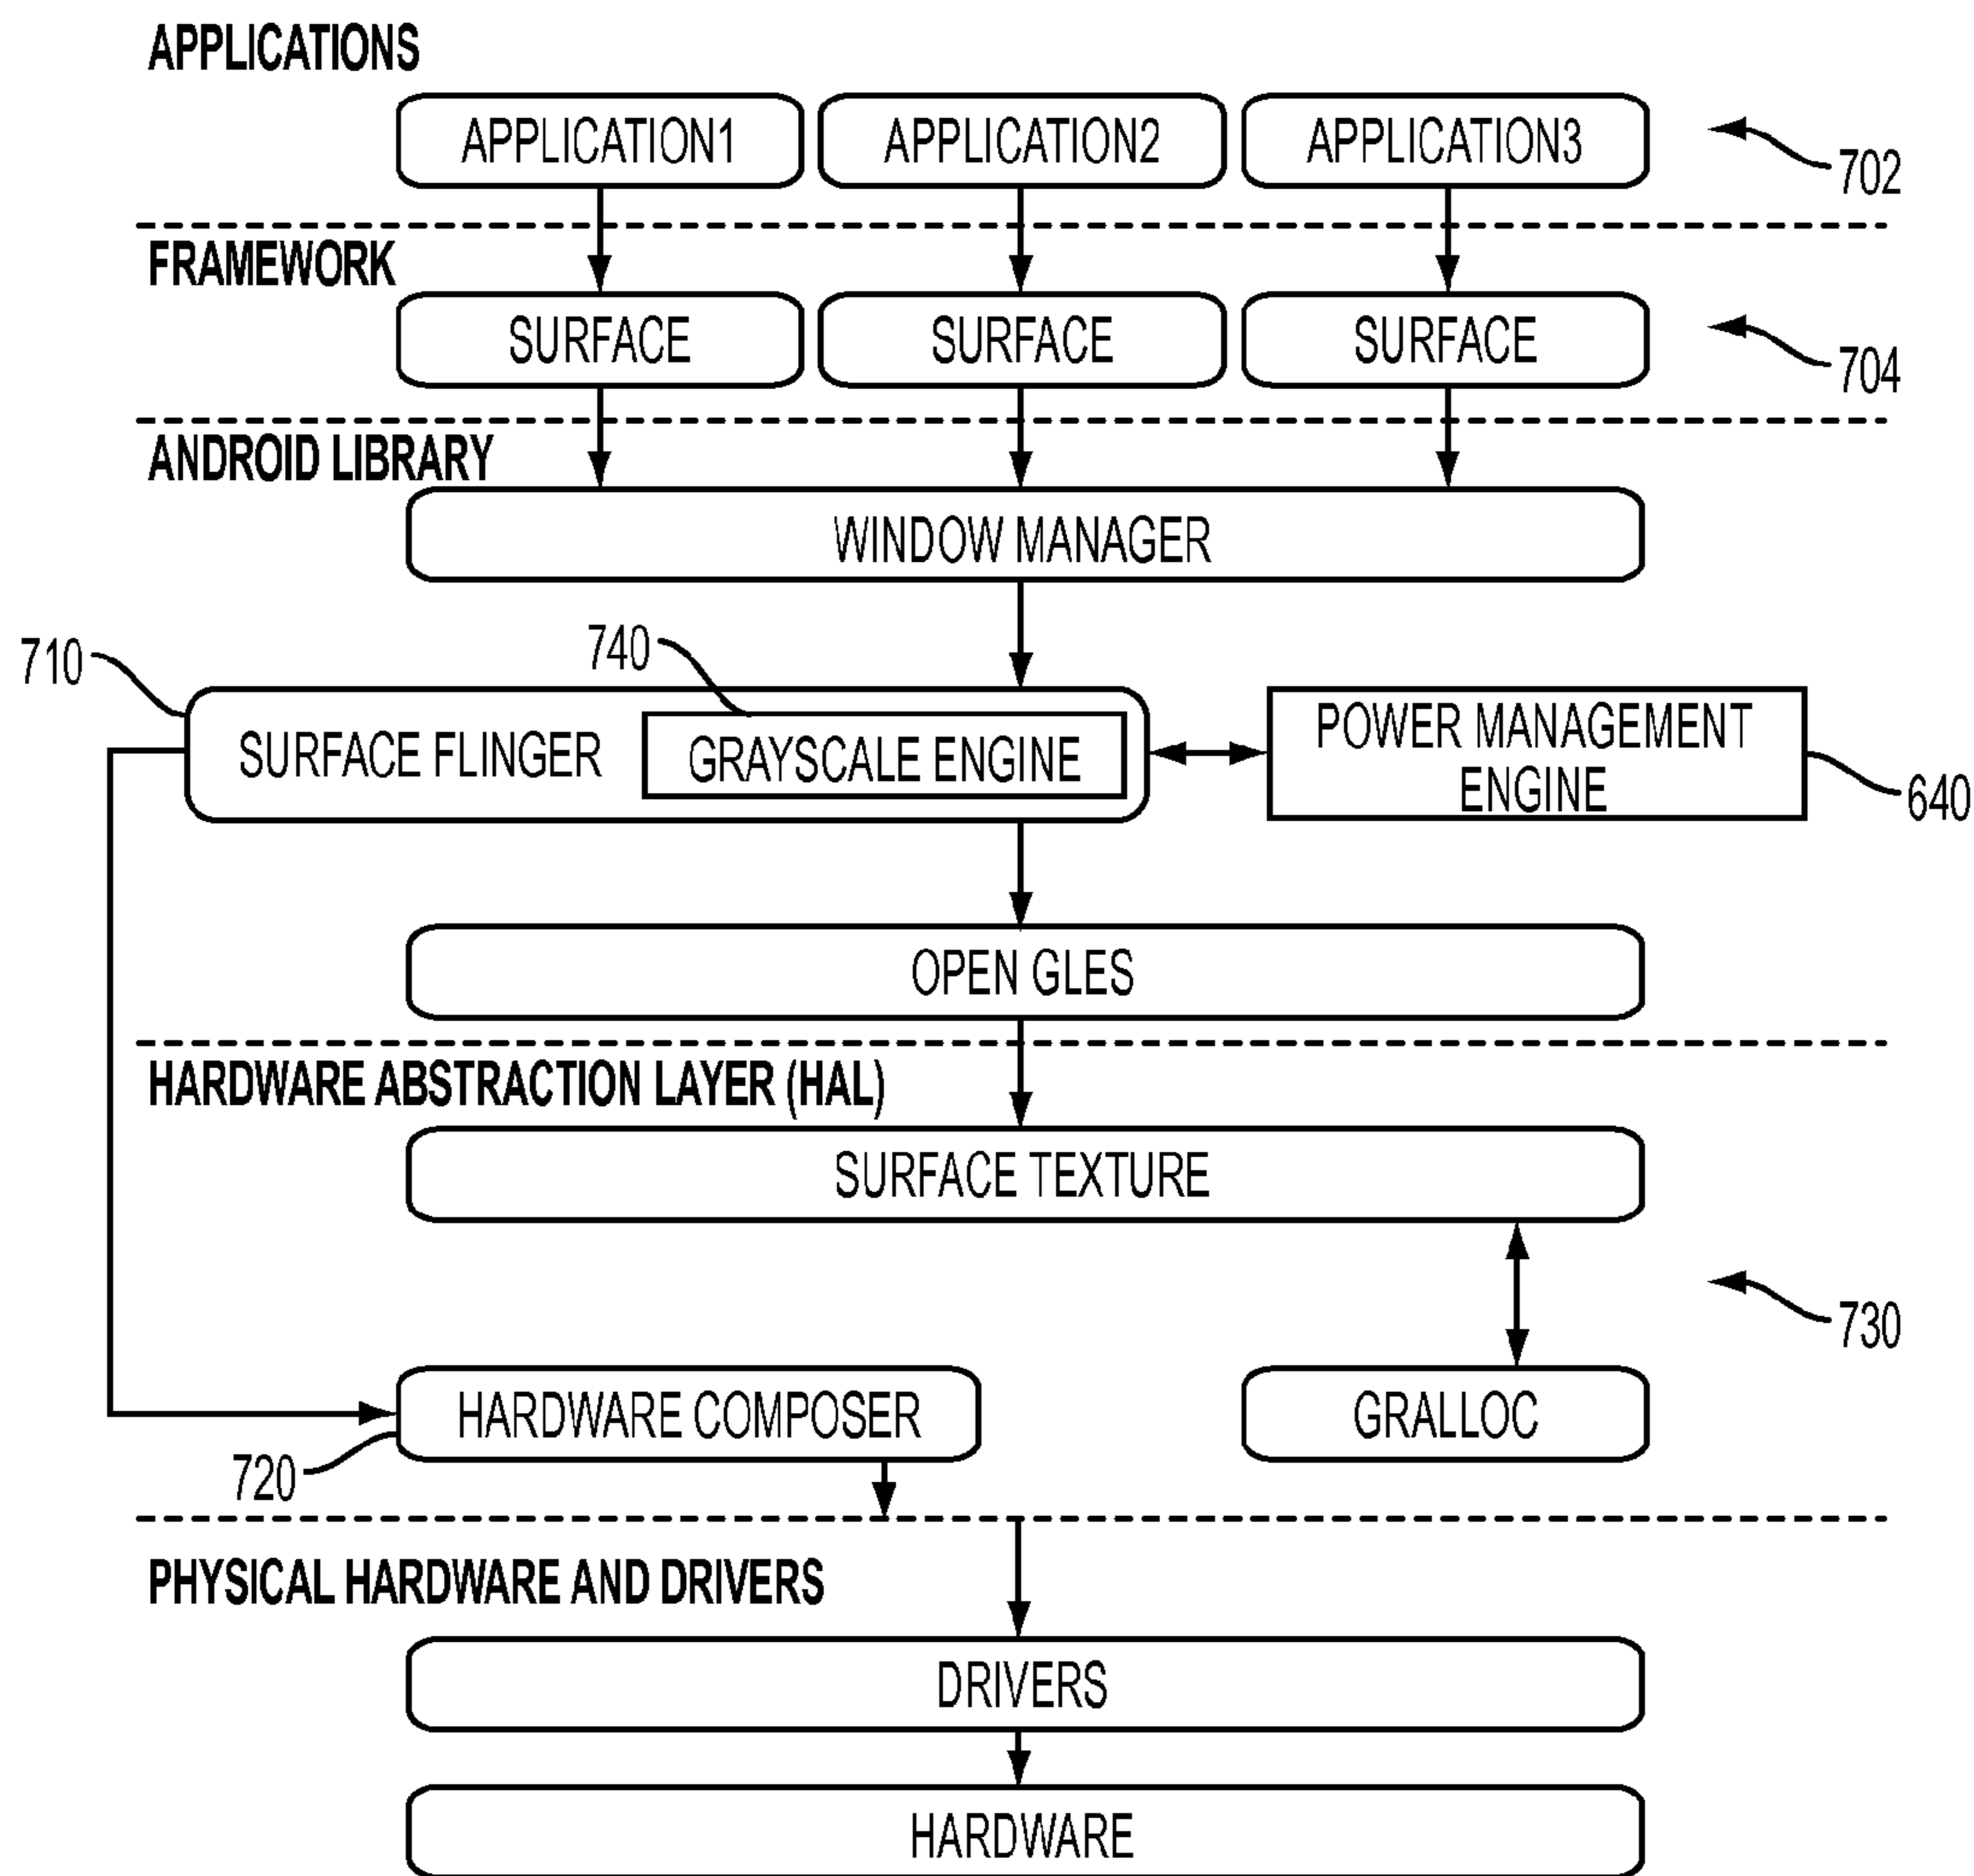 APPLICATIONS
APPLICATION1
APPLICATION2
APPLICATION3
702
FRAMEWORK
SURFACE
SURFACE
SURFACE
704
ANDROID LIBRARY
WINDOW MANAGER
710
740
SURFACE FLINGER
GRAYSCALE ENGINE
POWER MANAGEMENT
ENGINE
640
OPEN GLES
HARDWARE ABSTRACTION LAYER (HAL)
SURFACE TEXTURE
730
HARDWARE COMPOSER
GRALLOC
720
PHYSICAL HARDWARE AND DRIVERS
DRIVERS
HARDWARE